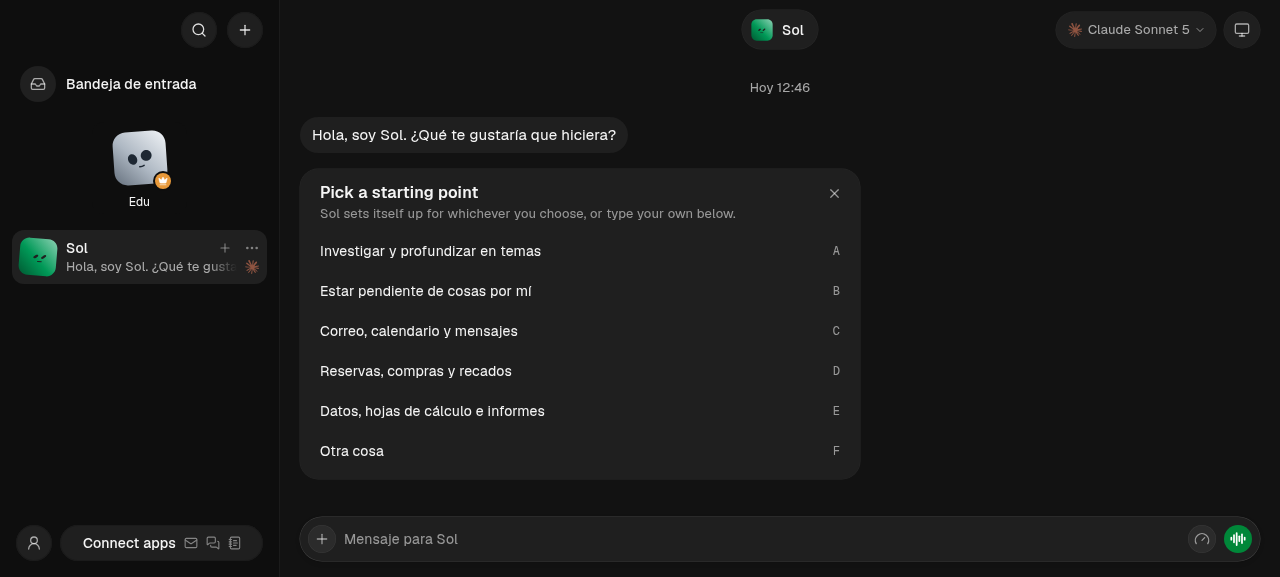 Sol
Claude Sonnet 5
Bandeja de entrada
Hoy 12:46
Hola, soy Sol. ¿Qué te gustaría que hiciera?
Edu
Sol
Hola, soy Sol. ¿Qué te gusta
Pick a starting point
Sol sets itself up for whichever you choose, or type your own below.
Investigar y profundizar en temas A
Estar pendiente de cosas por mí B
Correo, calendario y mensajes C
Reservas, compras y recados D
Datos, hojas de cálculo e informes E
Otra cosa F
Connect apps
Mensaje para Sol